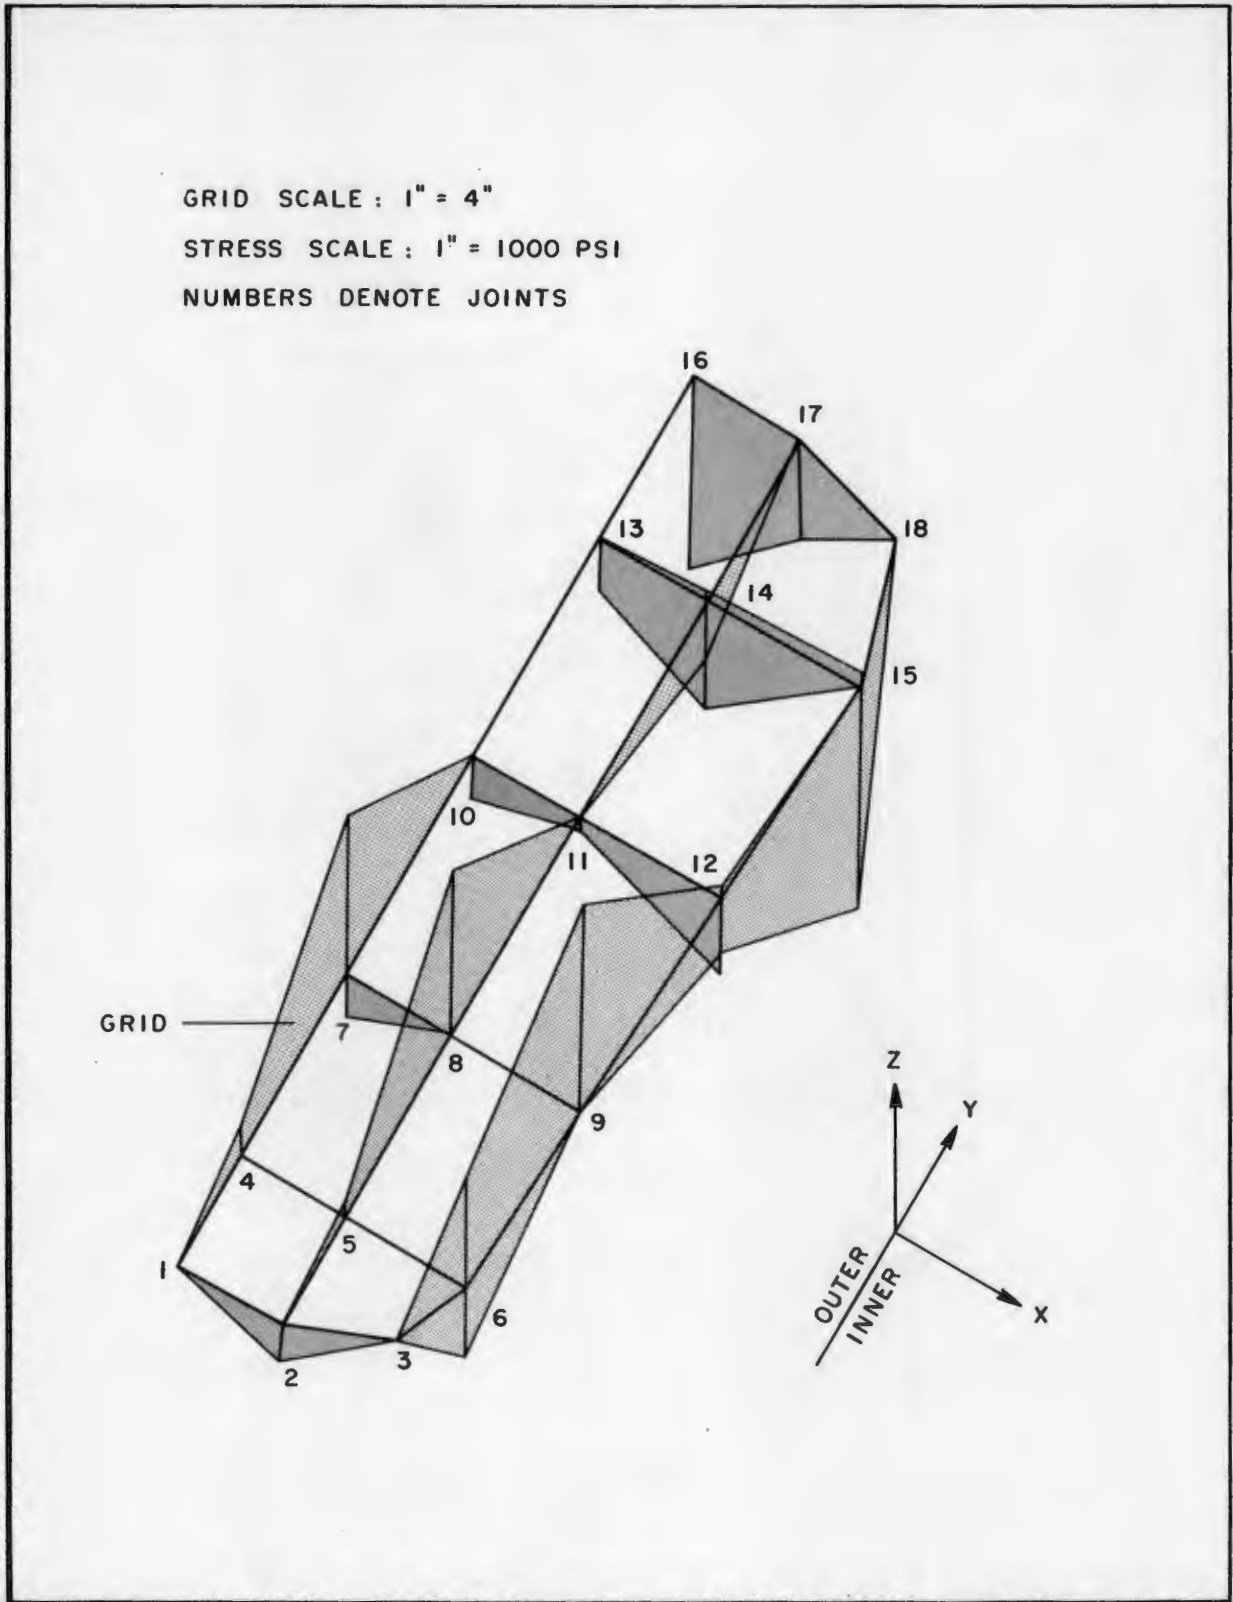 GRID SCALE: 1" = 4"
STRESS SCALE: 1" = 1000 PSI
NUMBERS DENOTE JOINTS
16
17
13
18
14
15
10
11
12
GRID
7
8
Z
Y
9
4
5
1
OUTER
INNER
X
6
3
2